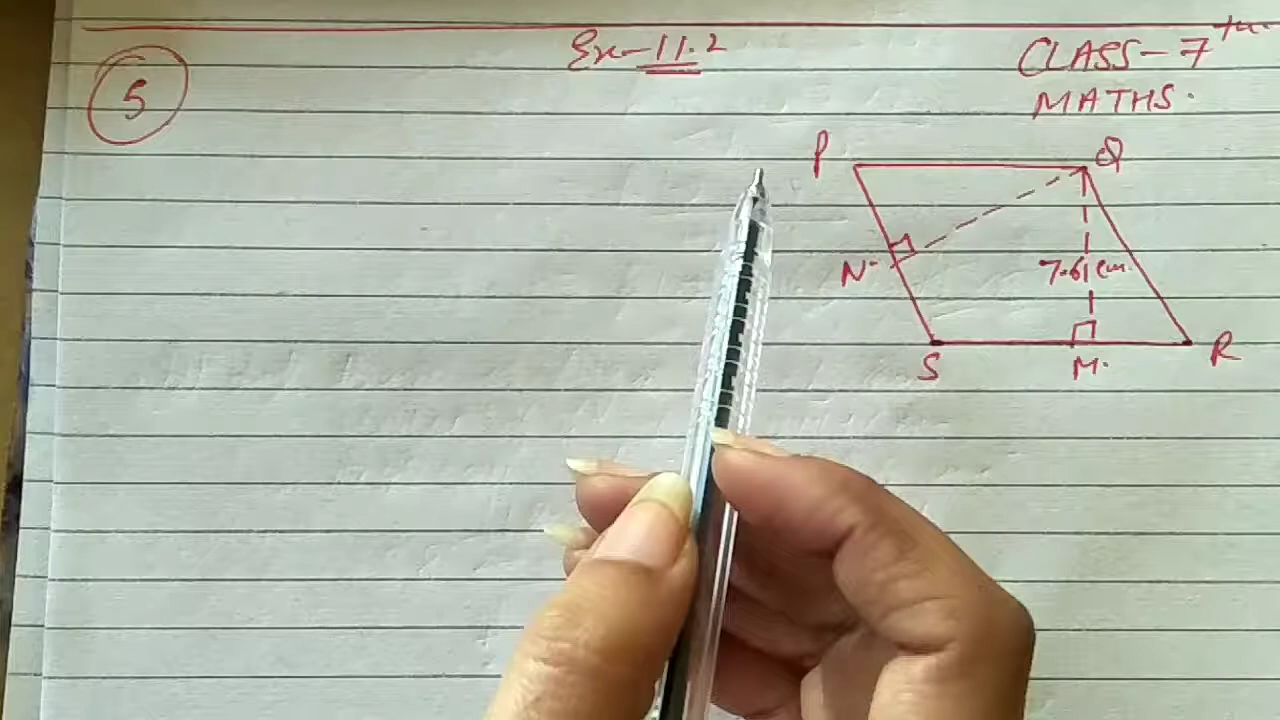 Ex-11.2
CLASS-7th
5
MATHS.
P
Q
N.
7.6 cm.
S
M.
R